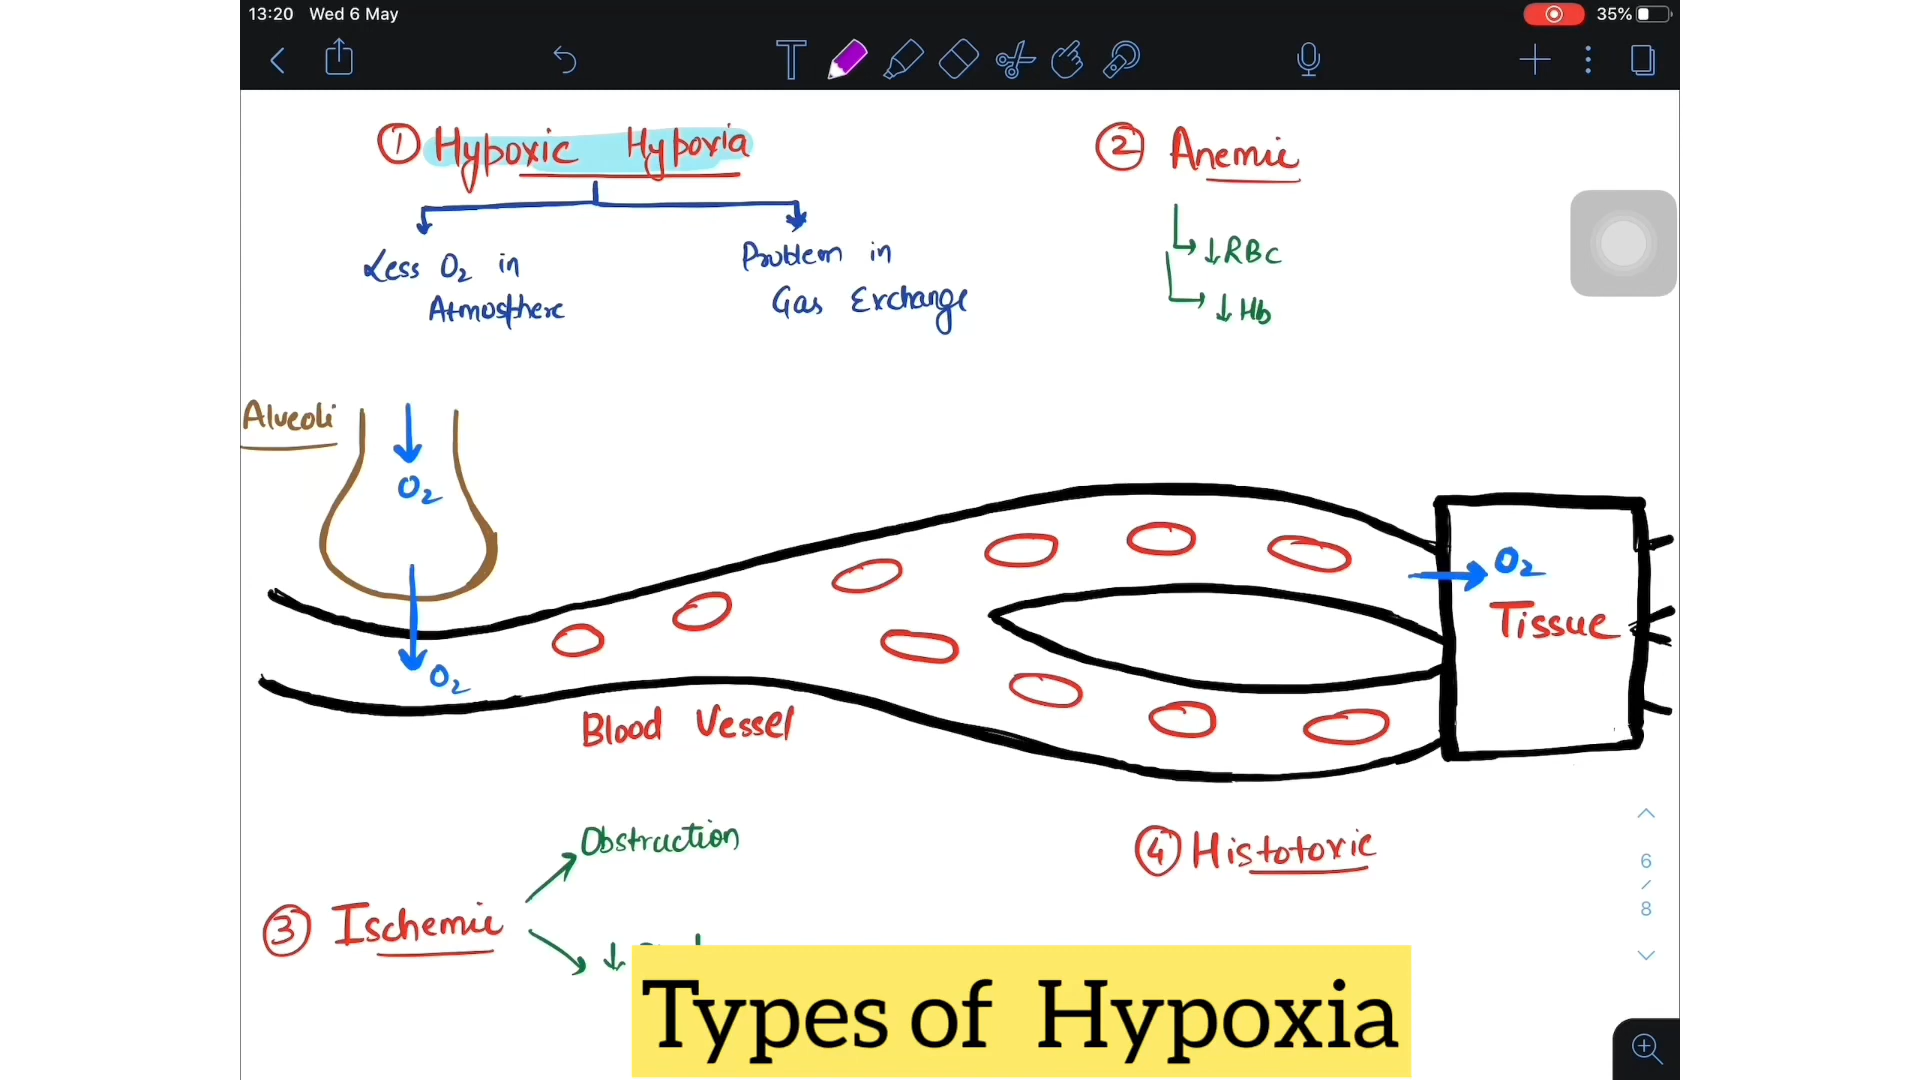 13:20 Wed 6 May
35%
① Hypoxic Hypoxia
Less O₂ in
Atmosphere
Problem in
Gas Exchange
② Anemic
↓RBC
↓Hb
Alveoli
O₂
O₂
Blood Vessel
O₂
Tissue
③ Ischemic
Obstruction
↓
④ Histotoxic
6
/
8
Types of Hypoxia